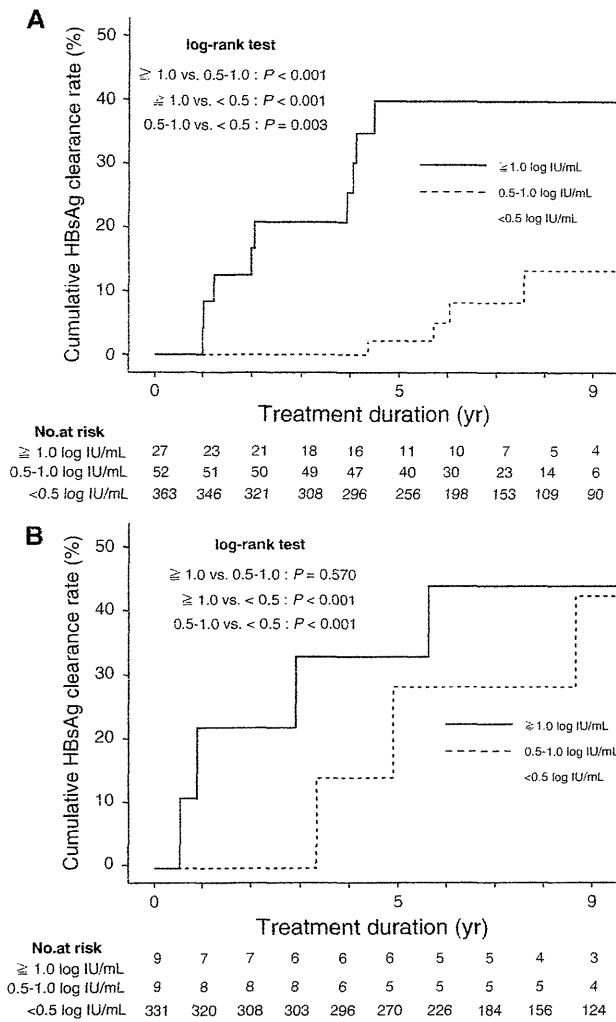 A
Cumulative HBsAg clearance rate (%)
50
40
30
20
10
0
log-rank test
≧ 1.0 vs. 0.5-1.0 : P < 0.001
≧ 1.0 vs. < 0.5 : P < 0.001
0.5-1.0 vs. < 0.5 : P = 0.003
≧1.0 log IU/mL
0.5-1.0 log IU/mL
<0.5 log IU/mL
0 5 9
Treatment duration (yr)
No.at risk
≧ 1.0 log IU/mL 27 23 21 18 16 11 10 7 5 4
0.5-1.0 log IU/mL 52 51 50 49 47 40 30 23 14 6
<0.5 log IU/mL 363 346 321 308 296 256 198 153 109 90
B
Cumulative HBsAg clearance rate (%)
50
40
30
20
10
0
log-rank test
≧ 1.0 vs. 0.5-1.0 : P = 0.570
≧ 1.0 vs. < 0.5 : P < 0.001
0.5-1.0 vs. < 0.5 : P < 0.001
≧1.0 log IU/mL
0.5-1.0 log IU/mL
<0.5 log IU/mL
0 5 9
Treatment duration (yr)
No.at risk
≧ 1.0 log IU/mL 9 7 7 6 6 6 5 5 4 3
0.5-1.0 log IU/mL 9 8 8 8 6 5 5 5 5 4
<0.5 log IU/mL 331 320 308 303 296 270 226 184 156 124